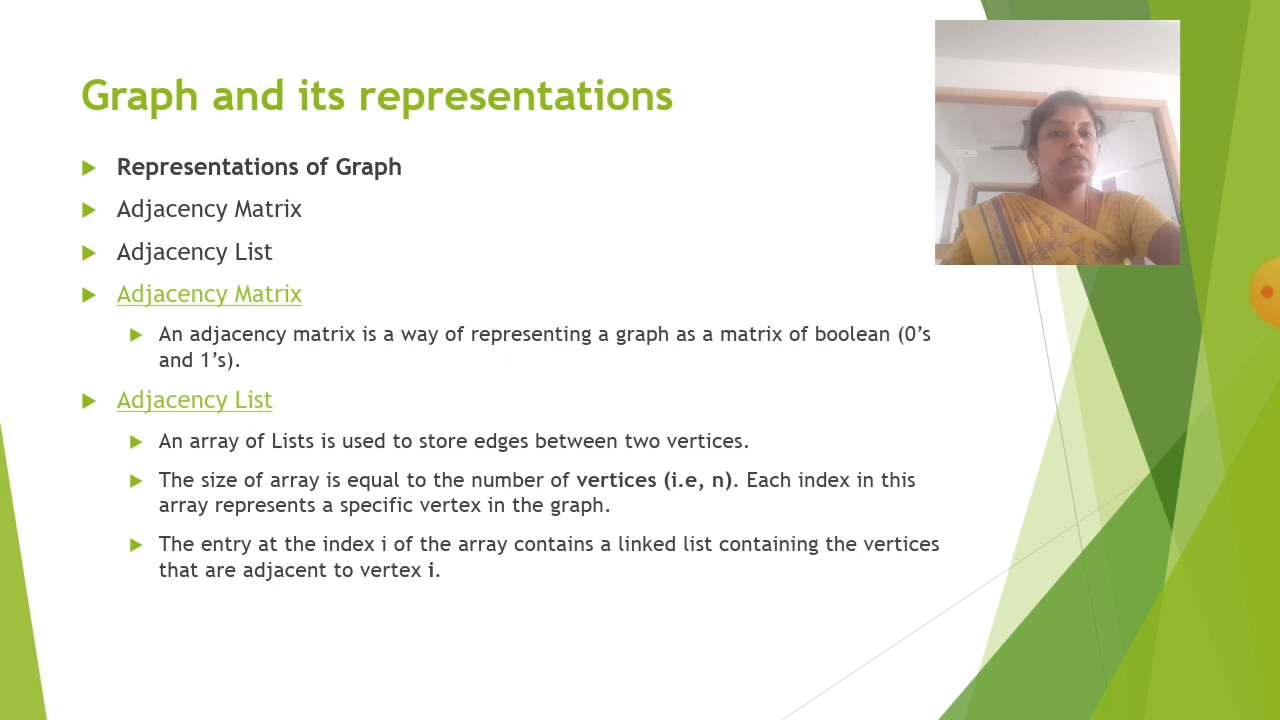 Graph and its representations
Representations of Graph
Adjacency Matrix
Adjacency List
Adjacency Matrix
An adjacency matrix is a way of representing a graph as a matrix of boolean (0’s
and 1’s).
Adjacency List
An array of Lists is used to store edges between two vertices.
The size of array is equal to the number of vertices (i.e, n). Each index in this
array represents a specific vertex in the graph.
The entry at the index i of the array contains a linked list containing the vertices
that are adjacent to vertex i.